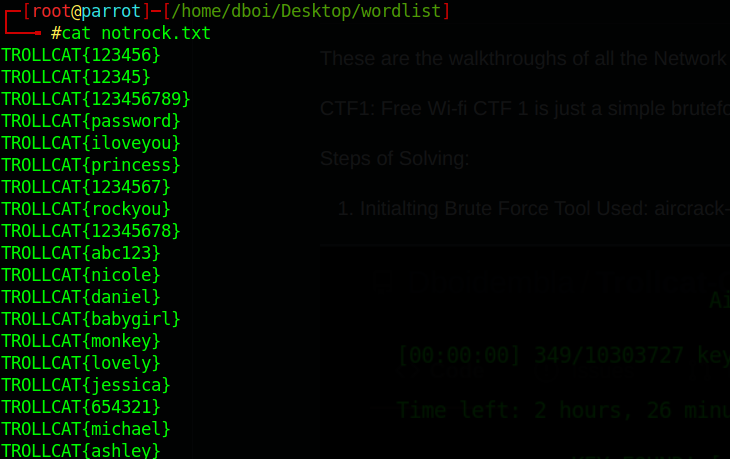 [root@parrot]─[/home/dboi/Desktop/wordlist]
#cat notrock.txt
TROLLCAT{123456}
TROLLCAT{12345}
TROLLCAT{123456789}
TROLLCAT{password}
TROLLCAT{iloveyou}
TROLLCAT{princess}
TROLLCAT{1234567}
TROLLCAT{rockyou}
TROLLCAT{12345678}
TROLLCAT{abc123}
TROLLCAT{nicole}
TROLLCAT{daniel}
TROLLCAT{babygirl}
TROLLCAT{monkey}
TROLLCAT{lovely}
TROLLCAT{jessica}
TROLLCAT{654321}
TROLLCAT{michael}
TROLLCAT{ashley}
These are the walkthroughs of all the Network
CTF1: Free Wi-fi CTF 1 is just a simple brutefo
Steps of Solving:
1. Initialting Brute Force Tool Used: aircrack-
Ai
[00:00:00] 349/10303727 key
Time left: 2 hours, 26 minu